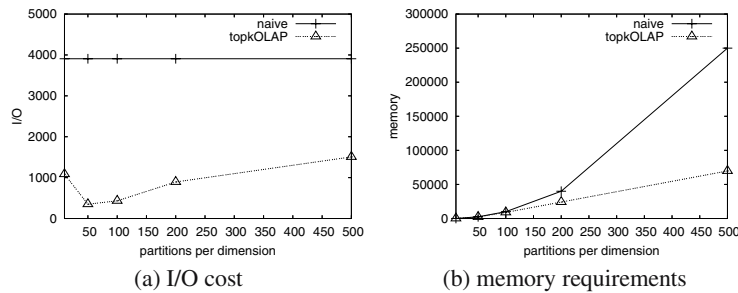 naive
topkOLAP
5000
4000
3000
2000
1000
0
I/O
50 100 150 200 250 300 350 400 450 500
partitions per dimension
(a) I/O cost
naive
topkOLAP
300000
250000
200000
150000
100000
50000
0
memory
50 100 150 200 250 300 350 400 450 500
partitions per dimension
(b) memory requirements